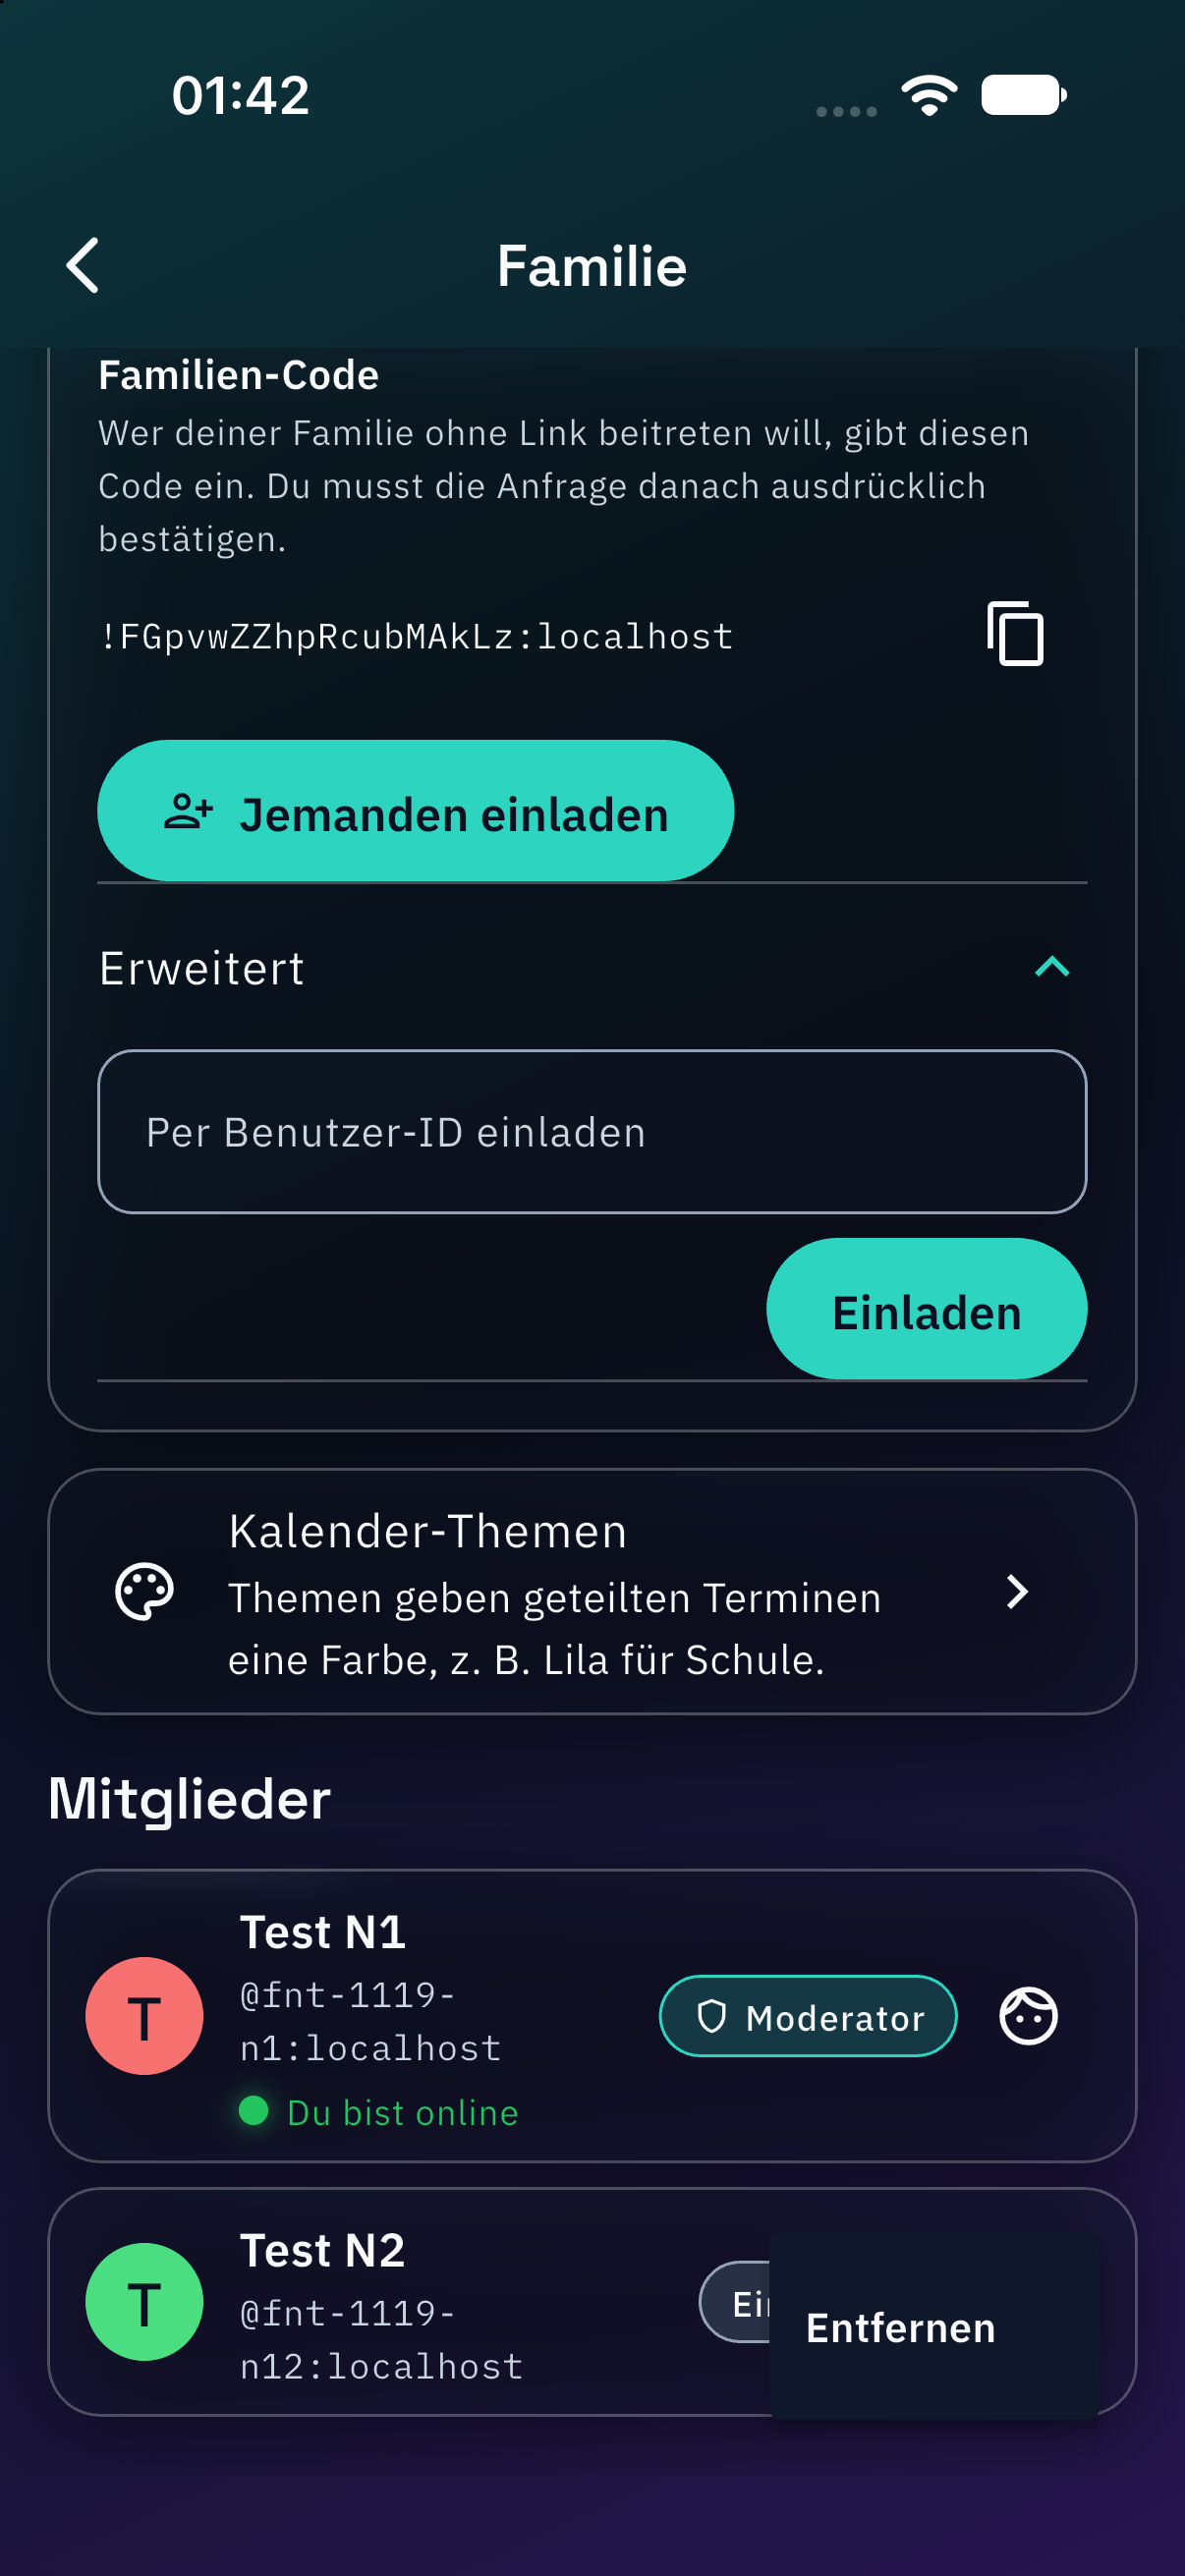 01:42
Familie
Familien-Code
Wer deiner Familie ohne Link beitreten will, gibt diesen
Code ein. Du musst die Anfrage danach ausdrücklich
bestätigen.
!FGpvwZZhpRcubMAkLz:localhost
Jemanden einladen
Erweitert
Per Benutzer-ID einladen
Einladen
Kalender-Themen
Themen geben geteilten Terminen
eine Farbe, z. B. Lila für Schule.
Mitglieder
T
Test N1
@fnt-1119-
n1:localhost
Moderator
Du bist online
T
Test N2
@fnt-1119-
n12:localhost
Entfernen